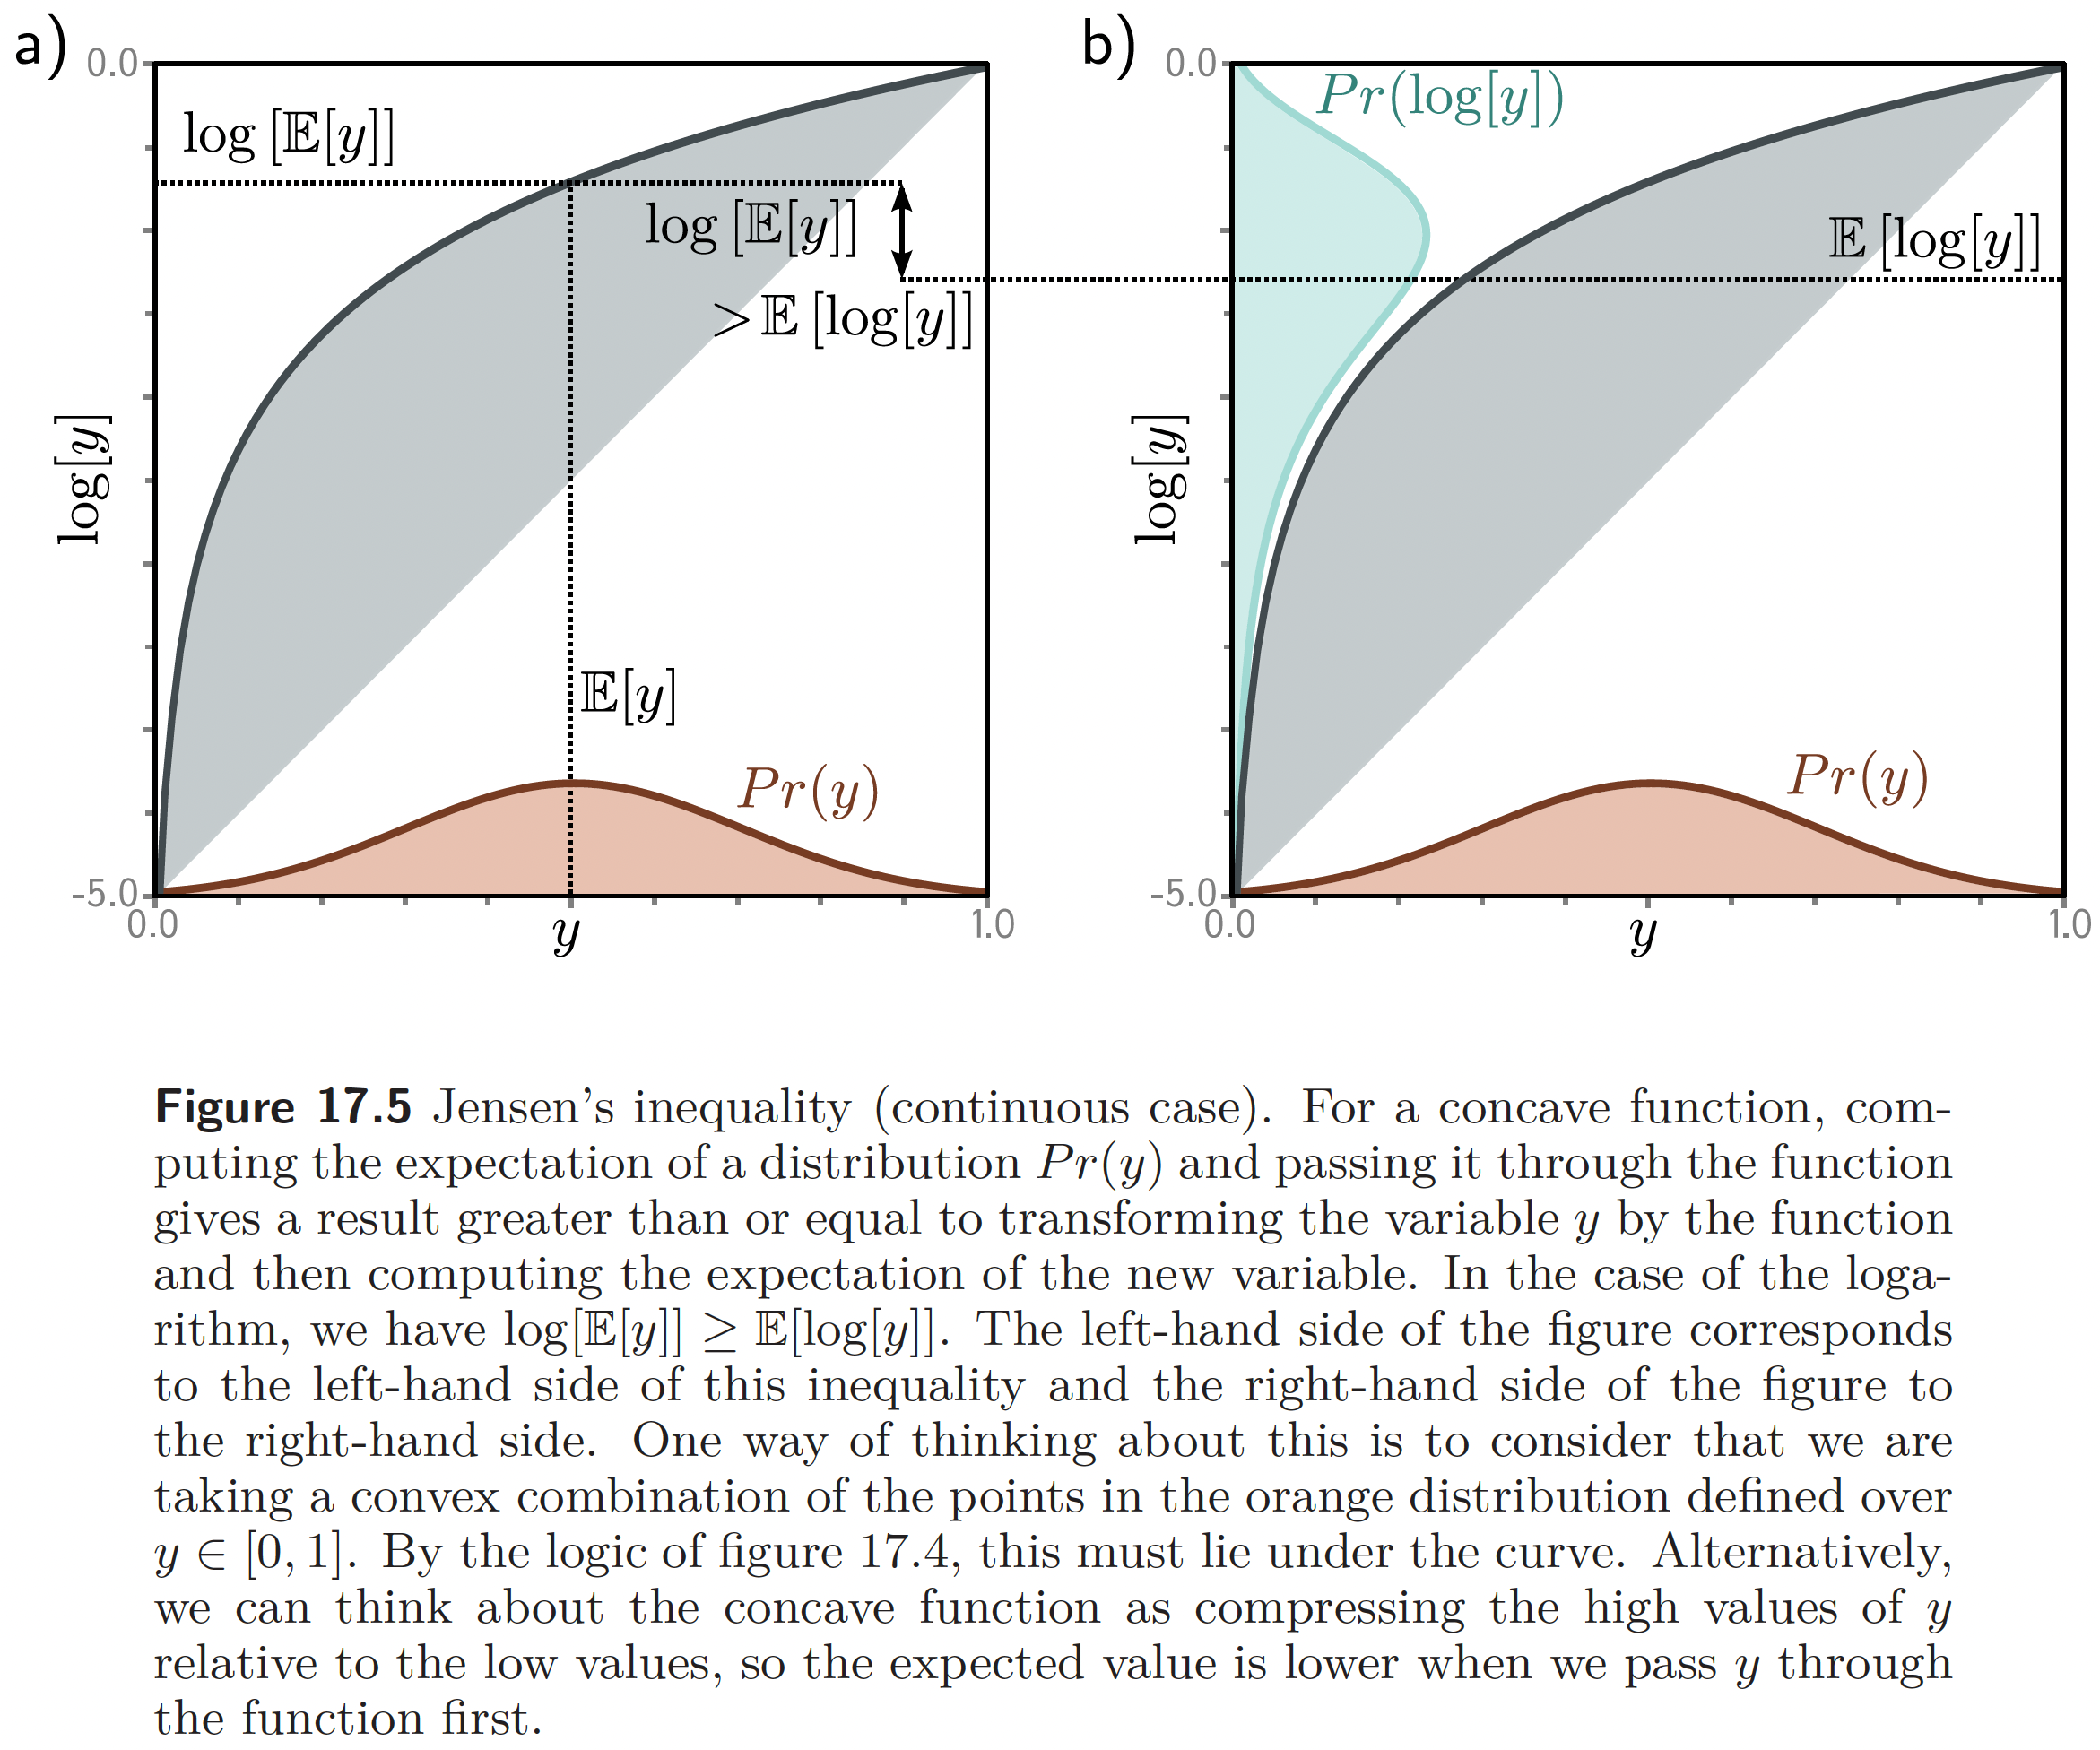 a)
0.0
log [𝔼[y]]
log [𝔼[y]]
> 𝔼 [log[y]]
log[y]
𝔼[y]
Pr(y)
-5.0
0.0
y
1.0
b)
0.0
Pr(log[y])
𝔼 [log[y]]
log[y]
Pr(y)
-5.0
0.0
y
1.0
Figure 17.5 Jensen's inequality (continuous case). For a concave function, com-
puting the expectation of a distribution Pr(y) and passing it through the function
gives a result greater than or equal to transforming the variable y by the function
and then computing the expectation of the new variable. In the case of the loga-
rithm, we have log[𝔼[y]] ≥ 𝔼[log[y]]. The left-hand side of the figure corresponds
to the left-hand side of this inequality and the right-hand side of the figure to
the right-hand side. One way of thinking about this is to consider that we are
taking a convex combination of the points in the orange distribution defined over
y ∈ [0, 1]. By the logic of figure 17.4, this must lie under the curve. Alternatively,
we can think about the concave function as compressing the high values of y
relative to the low values, so the expected value is lower when we pass y through
the function first.